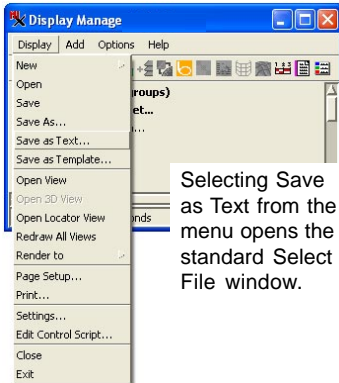 Display Manage
Display Add Options Help
New
Open
Save
Save As...
Save as Text...
Save as Template...
Open View
Open 3D View
Open Locator View
Redraw All Views
Render to
Page Setup...
Print...
Settings...
Edit Control Script...
Close
Exit
roups)
et...
...
nds
Selecting Save
as Text from the
menu opens the
standard Select
File window.